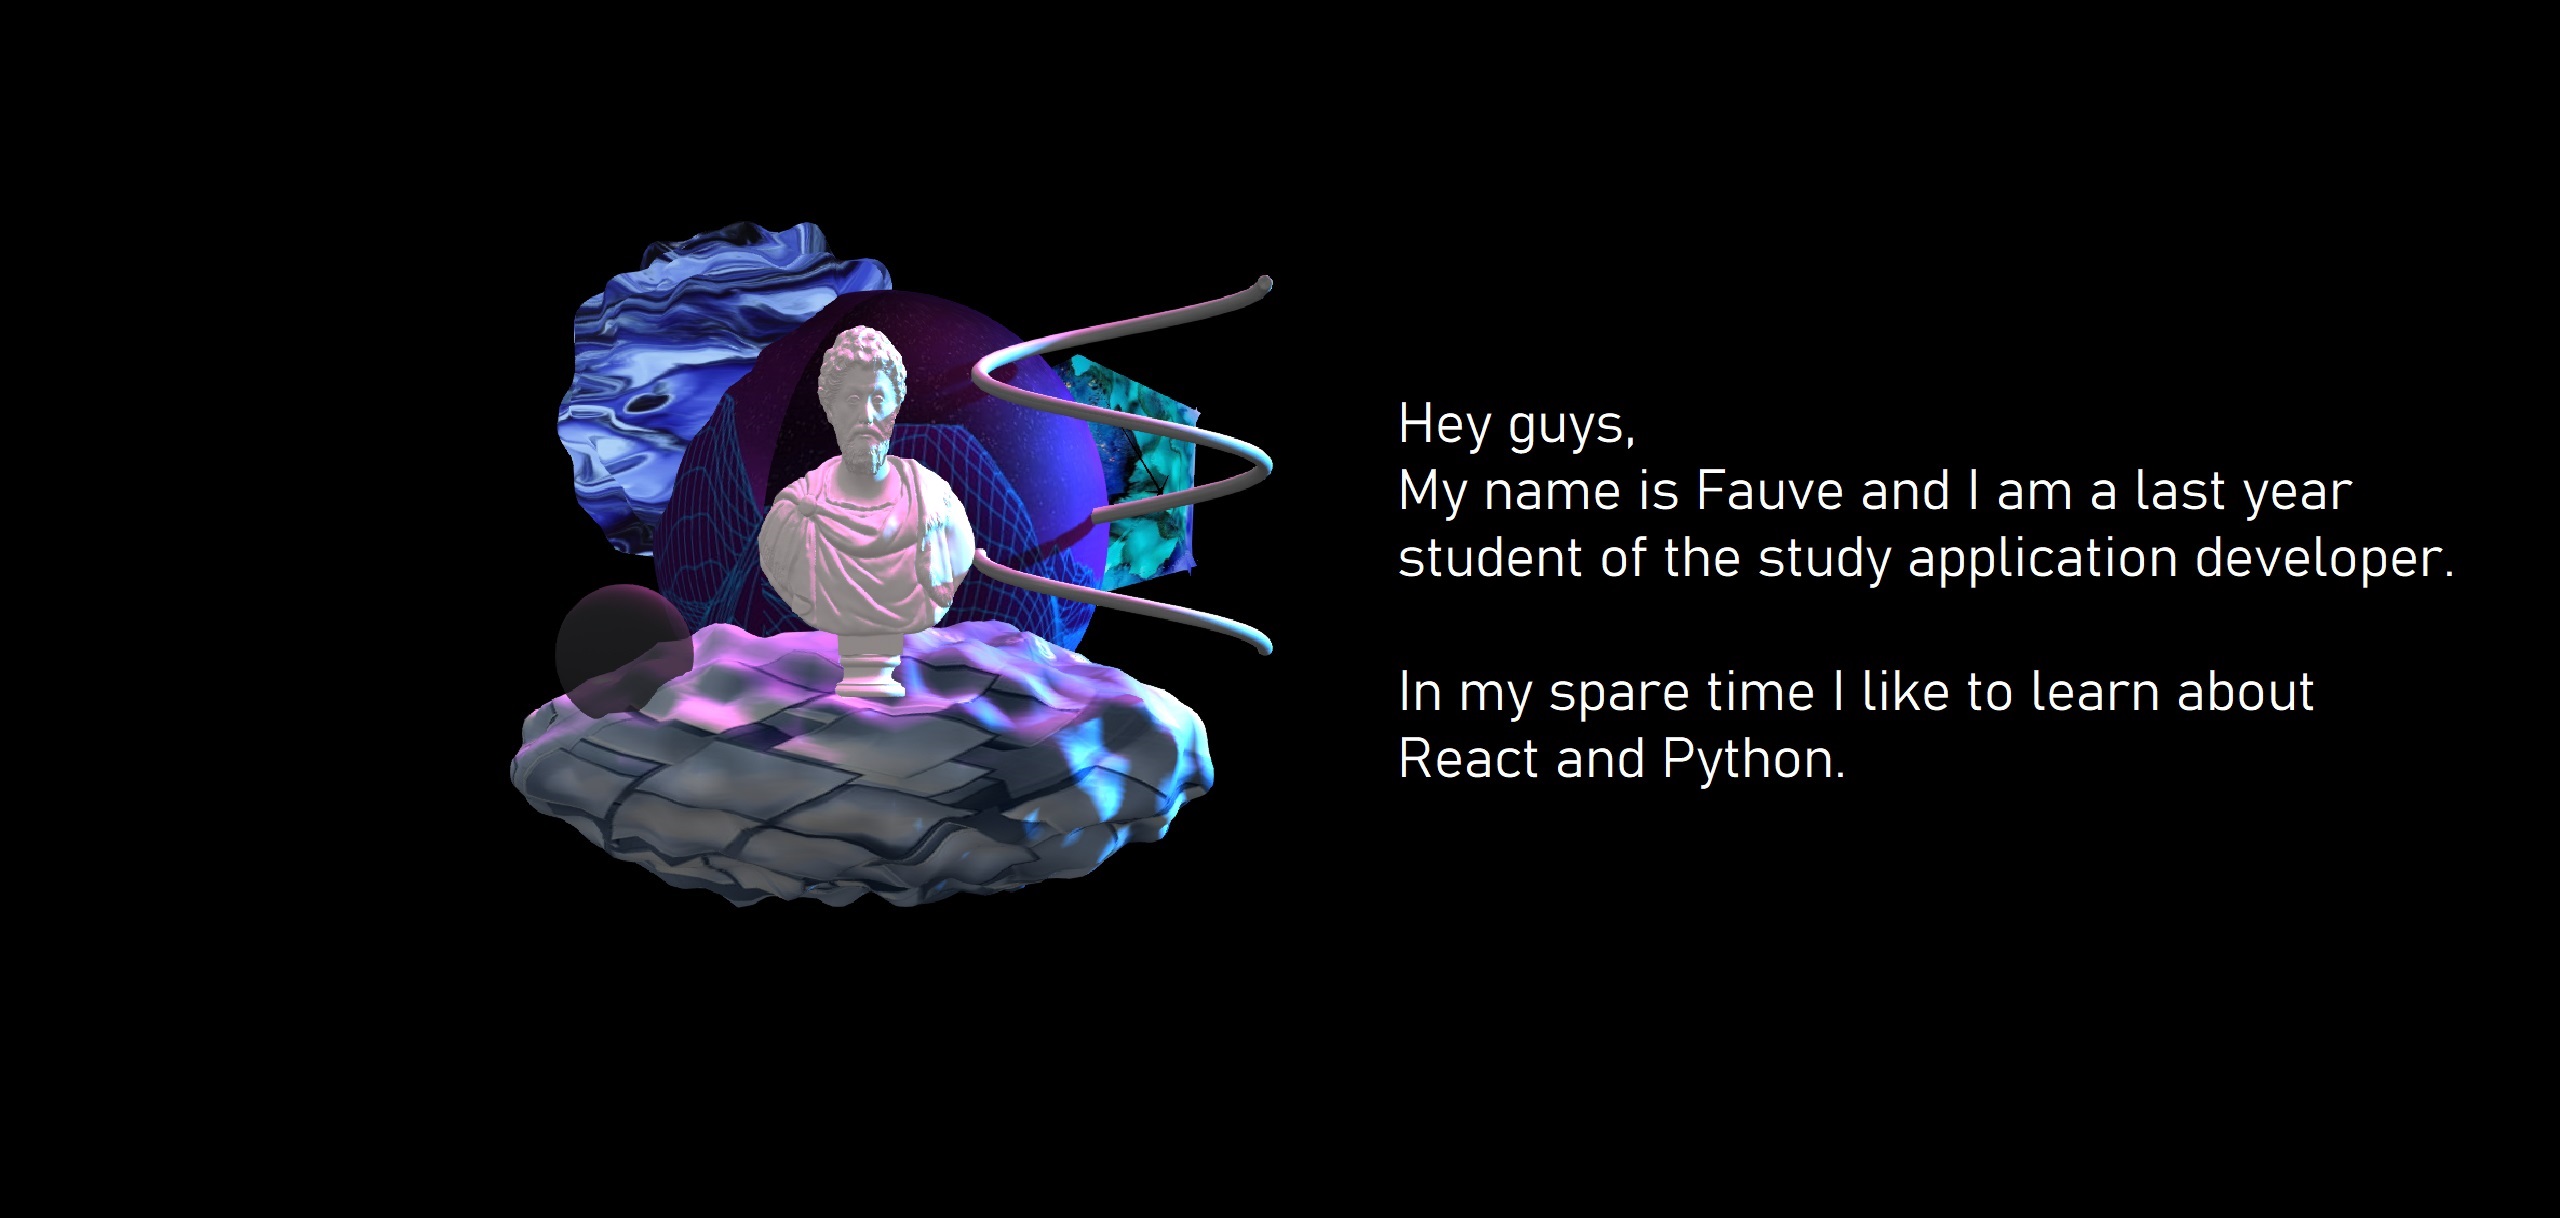 Hey guys,
My name is Fauve and I am a last year
student of the study application developer.
In my spare time I like to learn about
React and Python.